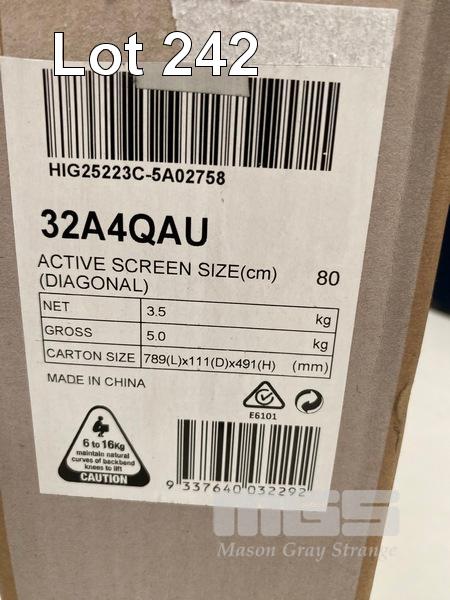 Lot 242
HIG25223C-5A02758
32A4QAU
ACTIVE SCREEN SIZE(cm) 80
(DIAGONAL)
NET 3.5 kg
GROSS 5.0 kg
CARTON SIZE 789(L)x111(D)x491(H) (mm)
MADE IN CHINA
E6101
6 to 16Kg
maintain natural
curves of backbend
knees to lift
CAUTION
9 337640 032292
MGS
Mason Gray Strange